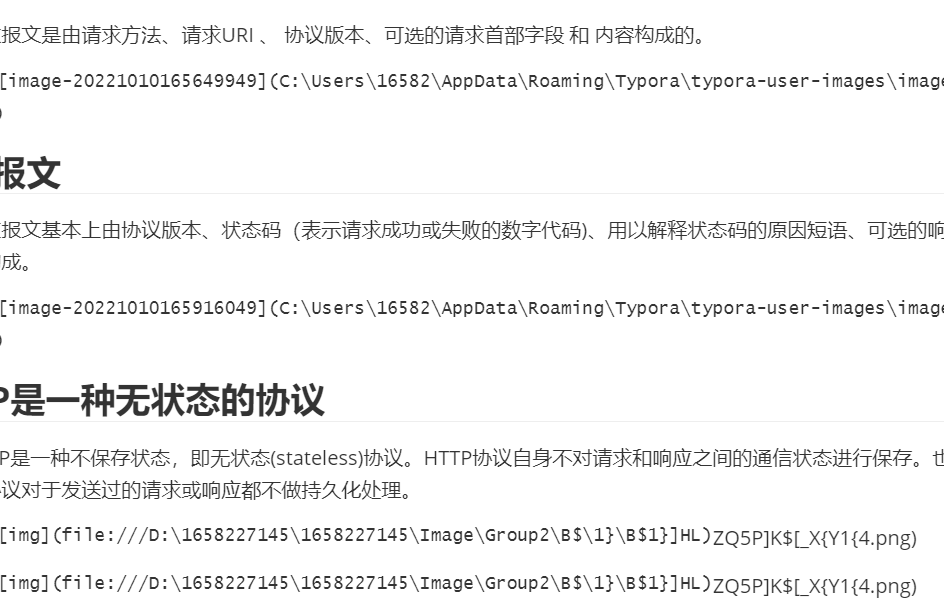 报文是由请求方法、请求URI 、 协议版本、可选的请求首部字段 和 内容构成的。
[image-20221010165649949](C:\Users\16582\AppData\Roaming\Typora\typora-user-images\image
)
报文
报文基本上由协议版本、状态码（表示请求成功或失败的数字代码)、用以解释状态码的原因短语、可选的响
成。
[image-20221010165916049](C:\Users\16582\AppData\Roaming\Typora\typora-user-images\image
)
P是一种无状态的协议
P是一种不保存状态，即无状态(stateless)协议。HTTP协议自身不对请求和响应之间的通信状态进行保存。也
议对于发送过的请求或响应都不做持久化处理。
[img](file:///D:\1658227145\1658227145\Image\Group2\B$\1}\B$1}]HL)ZQ5P]K$[_X{Y1{4.png)
[img](file:///D:\1658227145\1658227145\Image\Group2\B$\1}\B$1}]HL)ZQ5P]K$[_X{Y1{4.png)